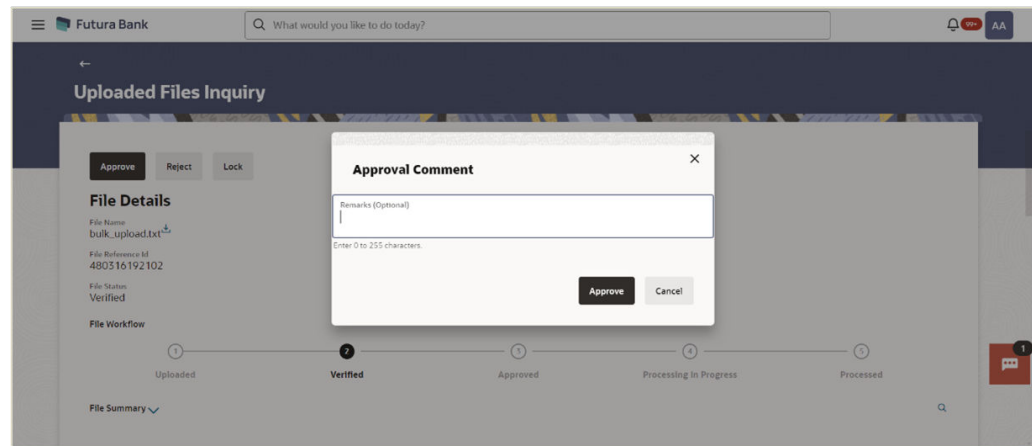 Futura Bank
What would you like to do today?
99+
AA
Uploaded Files Inquiry
Approve Reject Lock
File Details
File Name
bulk_upload.txt
File Reference Id
480316192102
File Status
Verified
File Workflow
1 2 3 4 5
Uploaded Verified Approved Processing In Progress Processed
File Summary
Approval Comment
Remarks (Optional)
Enter 0 to 255 characters.
Approve Cancel
1